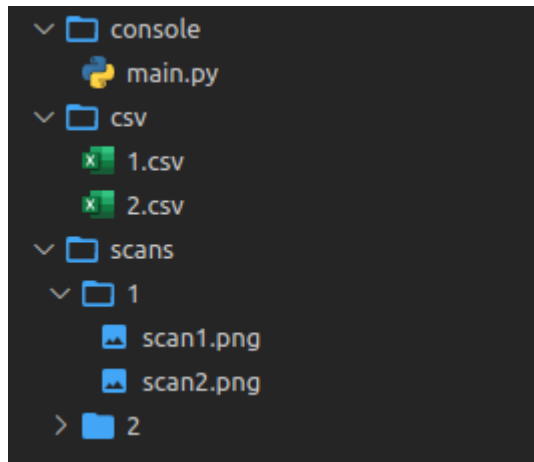 console
main.py
csv
1.csv
2.csv
scans
1
scan1.png
scan2.png
2